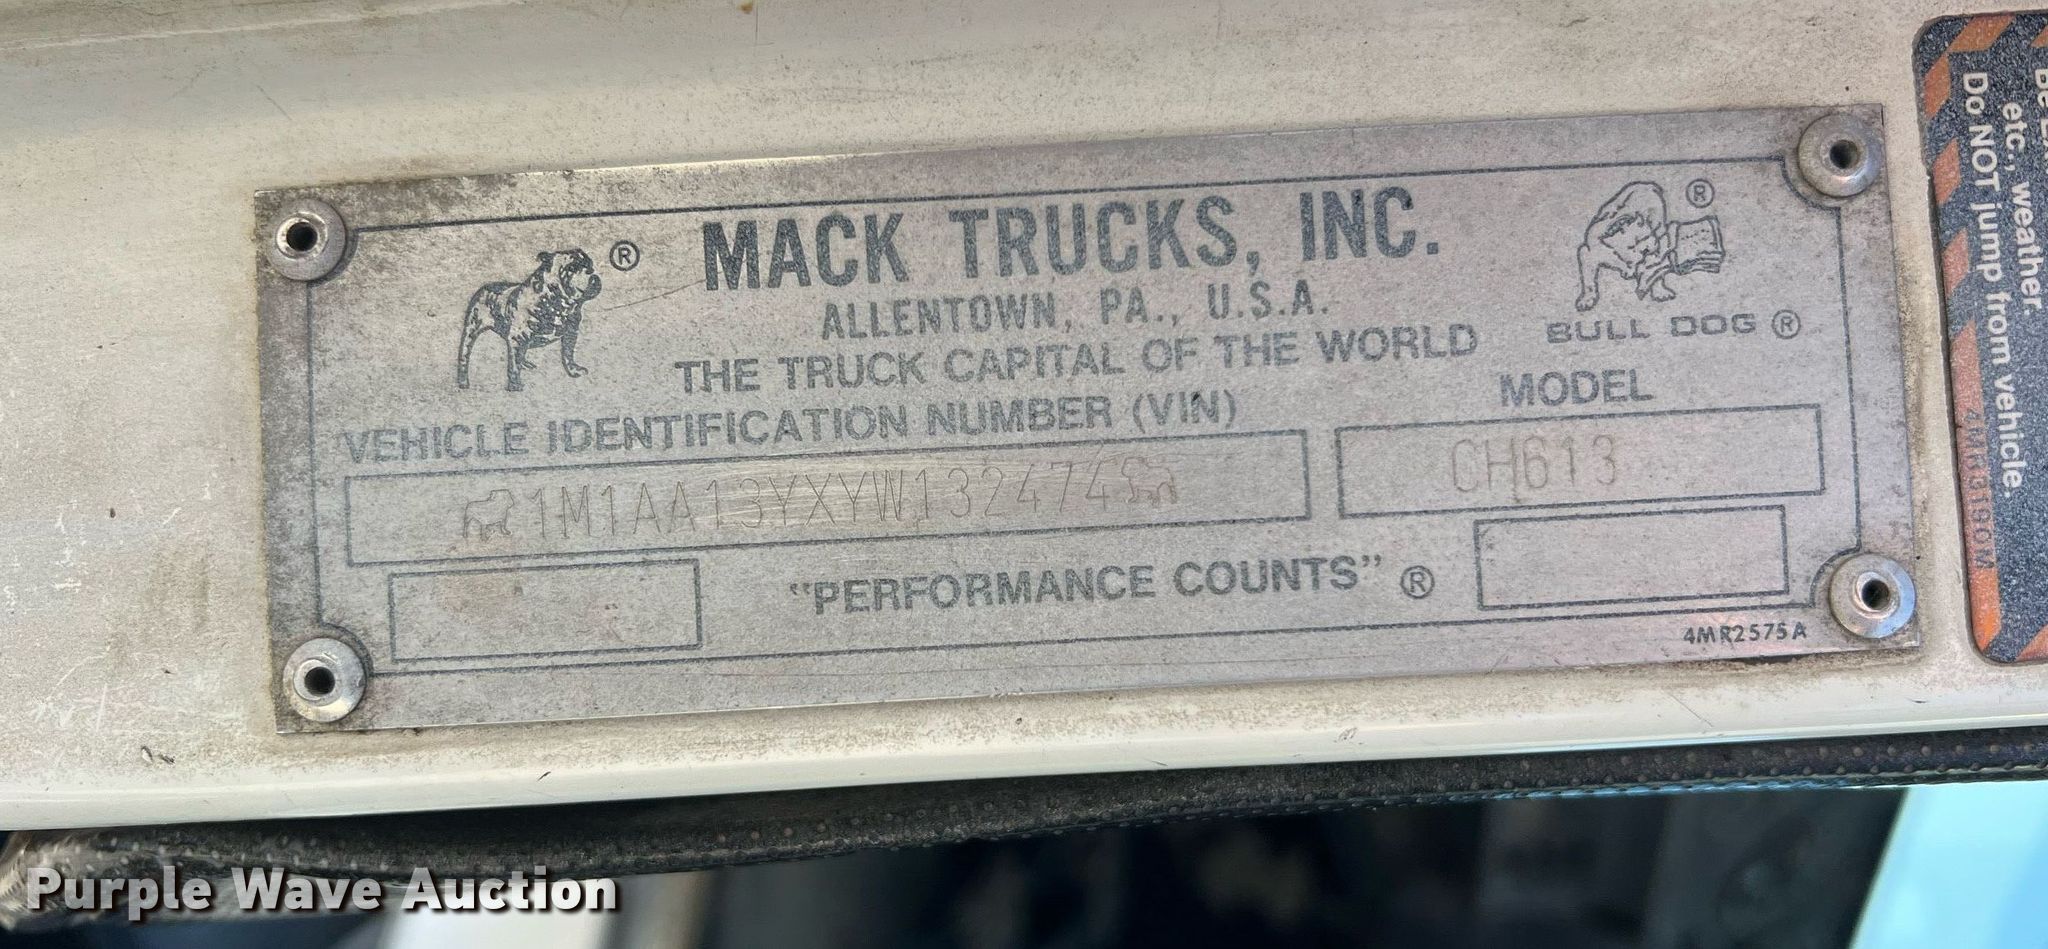 MACK TRUCKS, INC.
ALLENTOWN, PA., U.S.A.
THE TRUCK CAPITAL OF THE WORLD
®
®
BULL DOG ®
VEHICLE IDENTIFICATION NUMBER (VIN)
MODEL
1M1AA13YXYW132474
CH613
"PERFORMANCE COUNTS" ®
4MR2575A
Be
etc., weather.
Do NOT jump from vehicle.
Purple Wave Auction